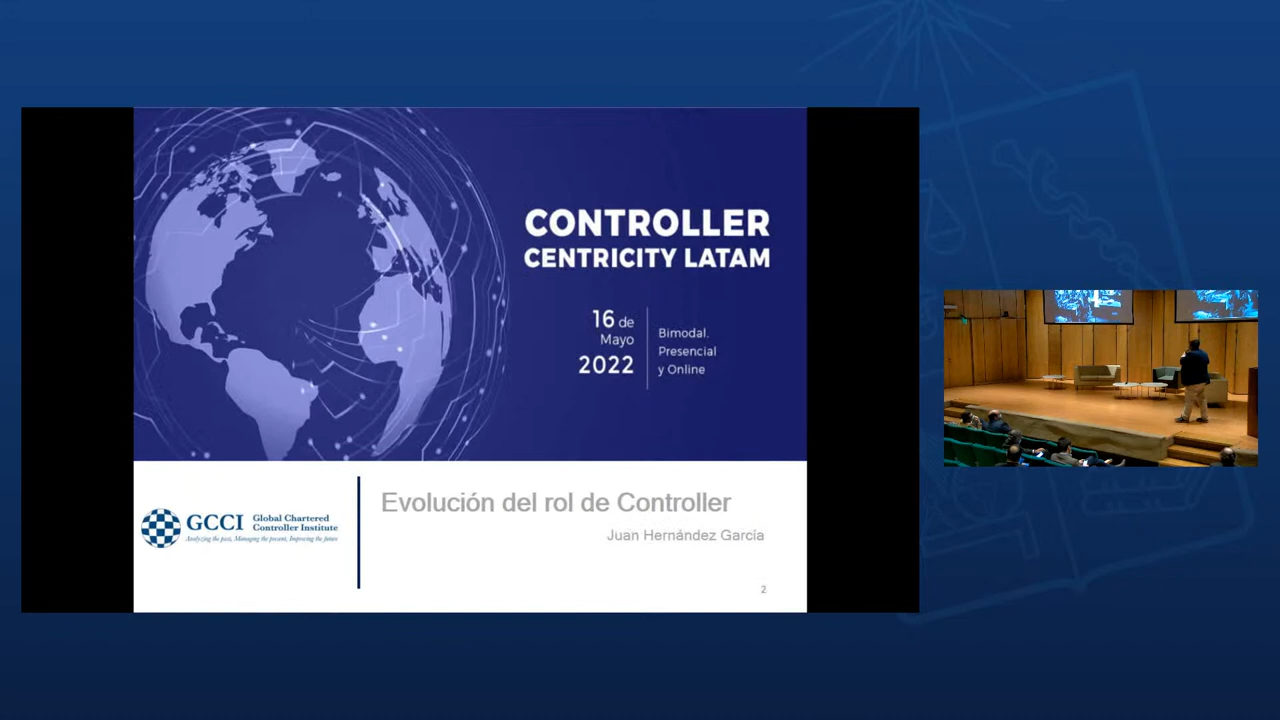 CONTROLLER
CENTRICITY LATAM
16 de
Mayo
2022
Bimodal.
Presencial
y Online
GCCI
Global Chartered
Controller Institute
Analyzing the past, Managing the present, Improving the future
Evolución del rol de Controller
Juan Hernández García
2